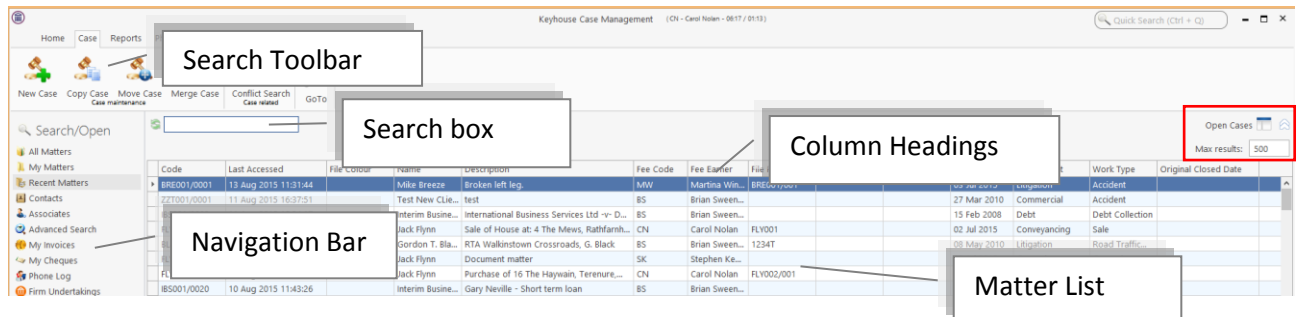 Keyhouse Case Management (CN - Carol Nolan - 08:17 / 01:13)
Quick Search (Ctrl + Q)
Home Case Reports
Search Toolbar
New Case Copy Case Move Case Merge Case Conflict Search GoTo
Case maintenance Case related
Search box
Column Headings
Open Cases
Max results: 500
Search/Open
All Matters
My Matters
Recent Matters
Contacts
Associates
Advanced Search
My Invoices
My Cheques
Phone Log
Firm Undertakings
Navigation Bar
Code Last Accessed File Colour Name Description Fee Code Fee Earner File Work Type Original Closed Date
BRE001/0001 13 Aug 2015 11:31:44 Mike Breeze Broken left leg. MW Martina Win... BRE001/001 03 Jul 2015 Litigation Accident
ZZT001/0001 11 Aug 2015 16:37:51 Test New Clie... test BS Brian Sween... 27 Mar 2010 Commercial Accident
Interim Busine... International Business Services Ltd -v- D... BS Brian Sween... 15 Feb 2008 Debt Debt Collection
Jack Flynn Sale of House at: 4 The Mews, Rathfarnh... CN Carol Nolan FLY001 02 Jul 2015 Conveyancing Sale
Gordon T. Bla... RTA Walkinstown Crossroads, G. Black BS Brian Sween... 1234T 08 May 2010 Litigation Road Traffic...
Jack Flynn Document matter SK Stephen Ke...
Jack Flynn Purchase of 16 The Haywain, Terenure,... CN Carol Nolan FLY002/001
IBS001/0020 10 Aug 2015 11:43:26 Interim Busine... Gary Neville - Short term loan BS Brian Sween...
Matter List